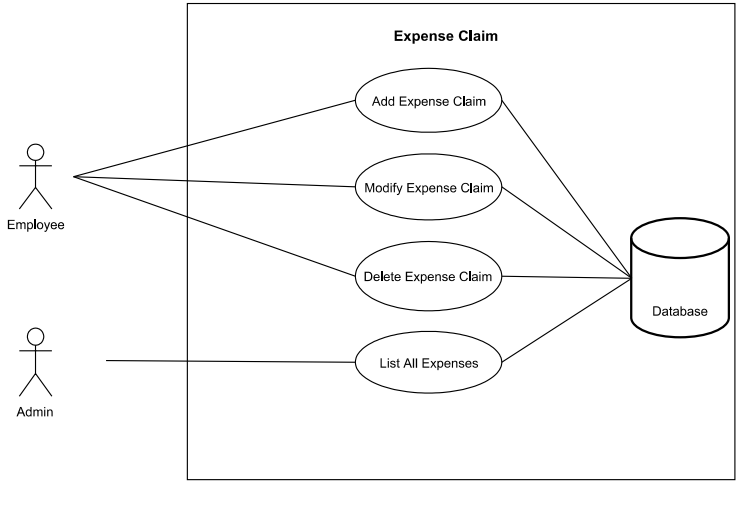 Expense Claim
Add Expense Claim
Modify Expense Claim
Employee
Delete Expense Claim
Database
List All Expenses
Admin